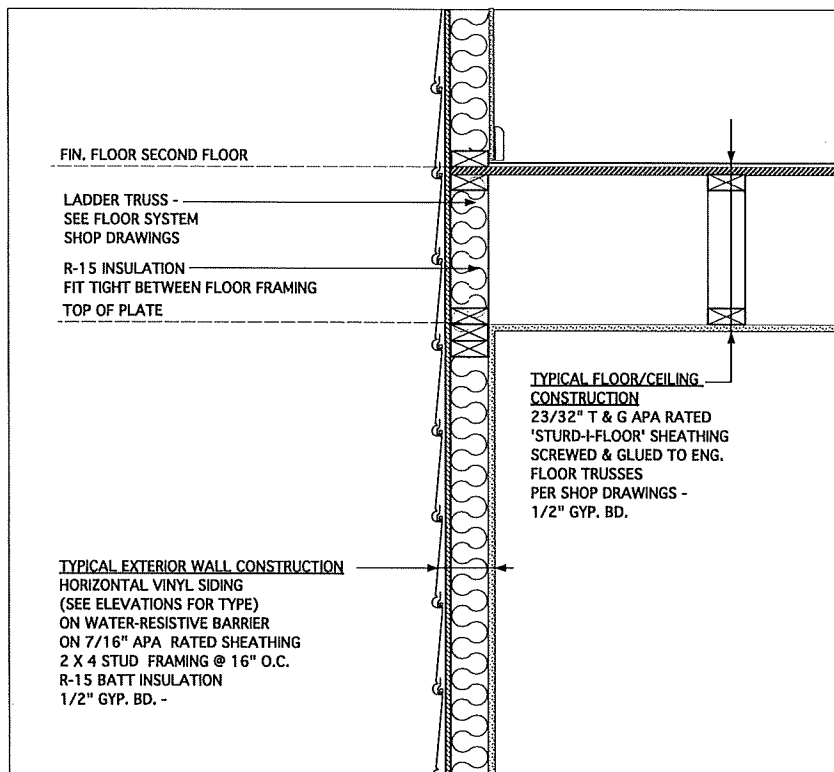 FIN. FLOOR SECOND FLOOR
LADDER TRUSS -
SEE FLOOR SYSTEM
SHOP DRAWINGS
R-15 INSULATION
FIT TIGHT BETWEEN FLOOR FRAMING
TOP OF PLATE
TYPICAL FLOOR/CEILING
CONSTRUCTION
23/32" T & G APA RATED
'STURD-I-FLOOR' SHEATHING
SCREWED & GLUED TO ENG.
FLOOR TRUSSES
PER SHOP DRAWINGS -
1/2" GYP. BD.
TYPICAL EXTERIOR WALL CONSTRUCTION
HORIZONTAL VINYL SIDING
(SEE ELEVATIONS FOR TYPE)
ON WATER-RESISTIVE BARRIER
ON 7/16" APA RATED SHEATHING
2 X 4 STUD FRAMING @ 16" O.C.
R-15 BATT INSULATION
1/2" GYP. BD. -